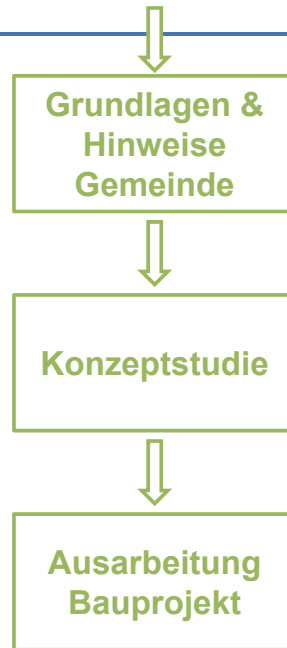 Grundlagen &
Hinweise
Gemeinde
Konzeptstudie
Ausarbeitung
Bauprojekt